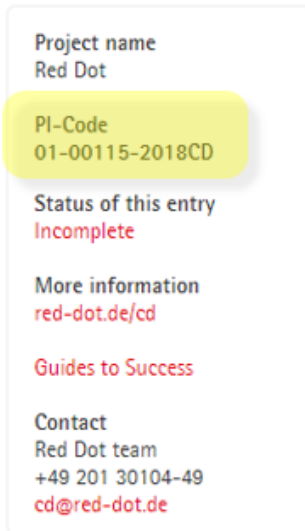 Project name
Red Dot
PI-Code
01-00115-2018CD
Status of this entry
Incomplete
More information
red-dot.de/cd
Guides to Success
Contact
Red Dot team
+49 201 30104-49
cd@red-dot.de